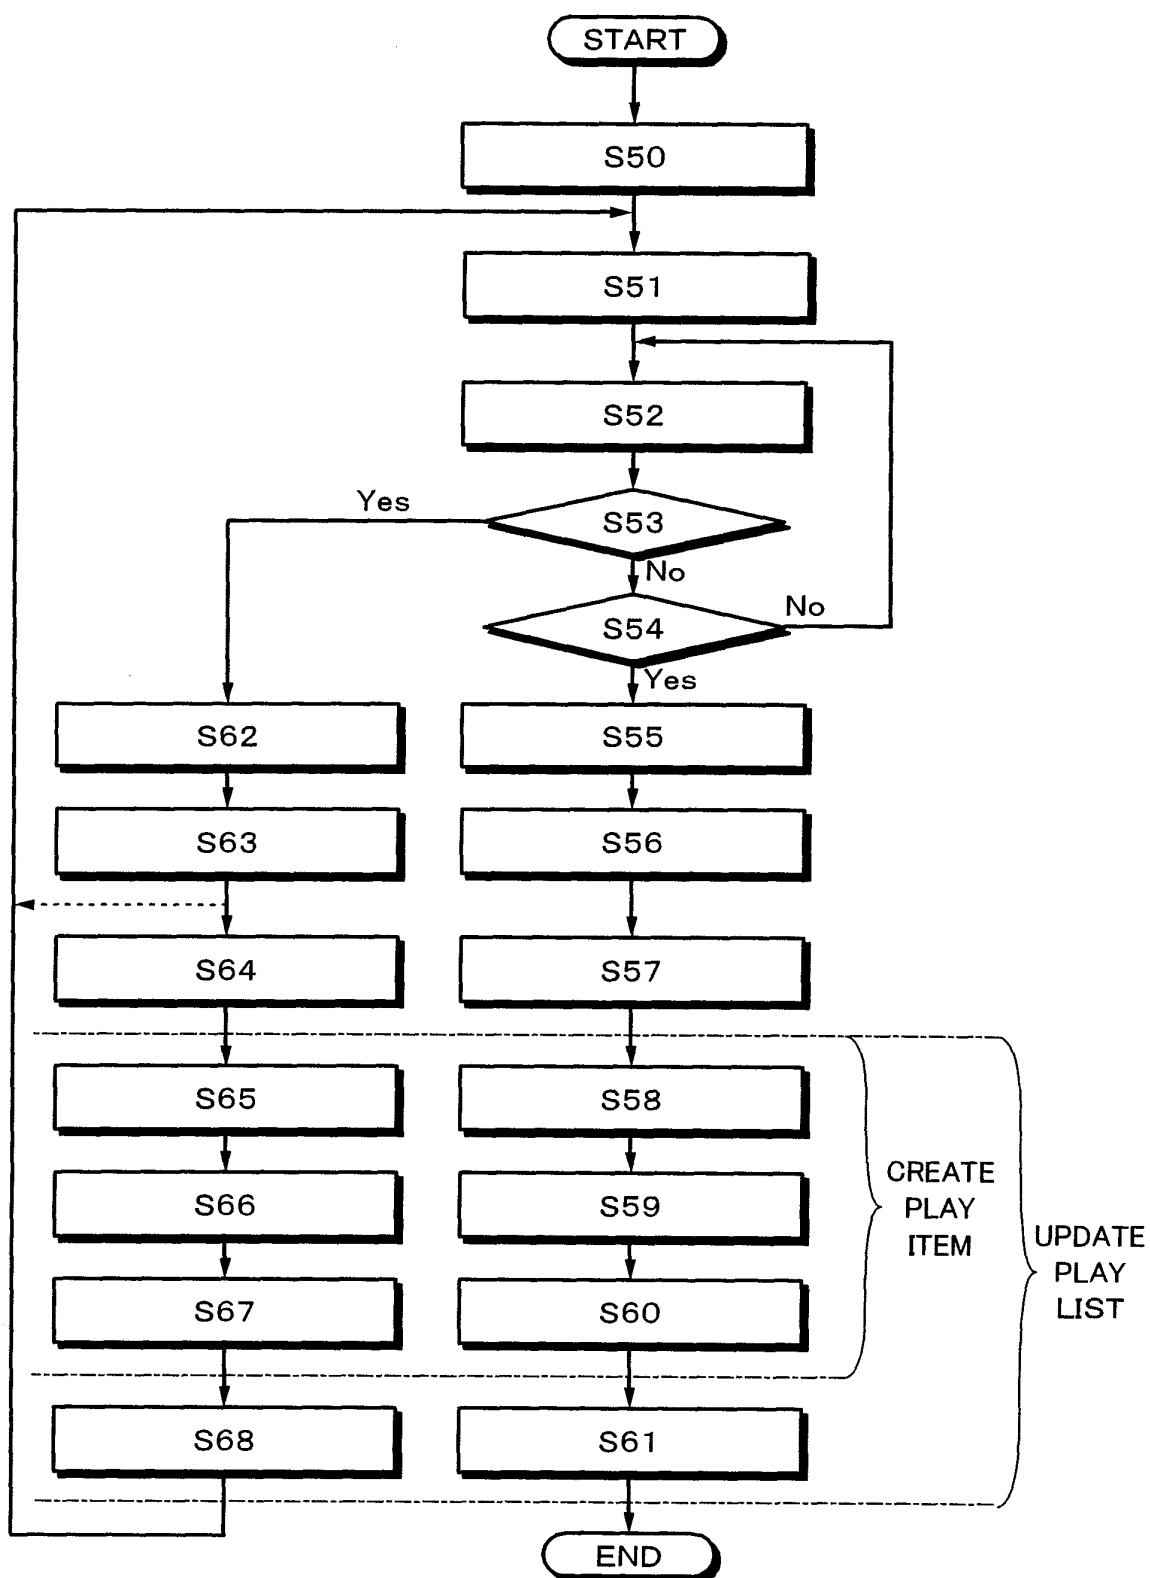 START
S50
S51
S52
Yes
S53
No
S54
No
Yes
S62
S55
S63
S56
S64
S57
S65
S58
S66
S59
S67
S60
CREATE
PLAY
ITEM
UPDATE
PLAY
LIST
S68
S61
END